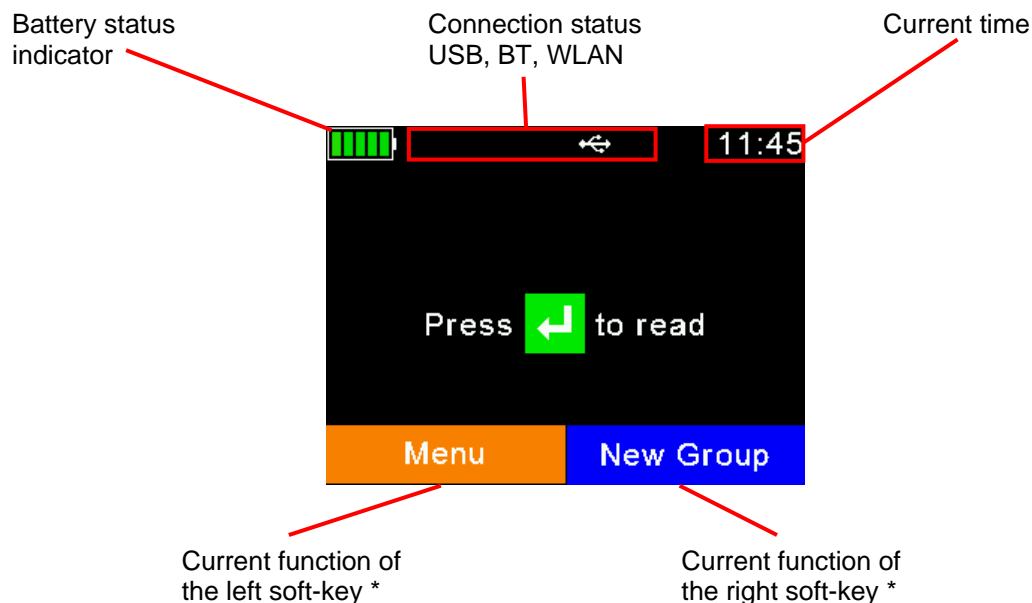 Battery status
indicator
Connection status
USB, BT, WLAN
Current time
11:45
Press to read
Menu
New Group
Current function of
the left soft-key *
Current function of
the right soft-key *